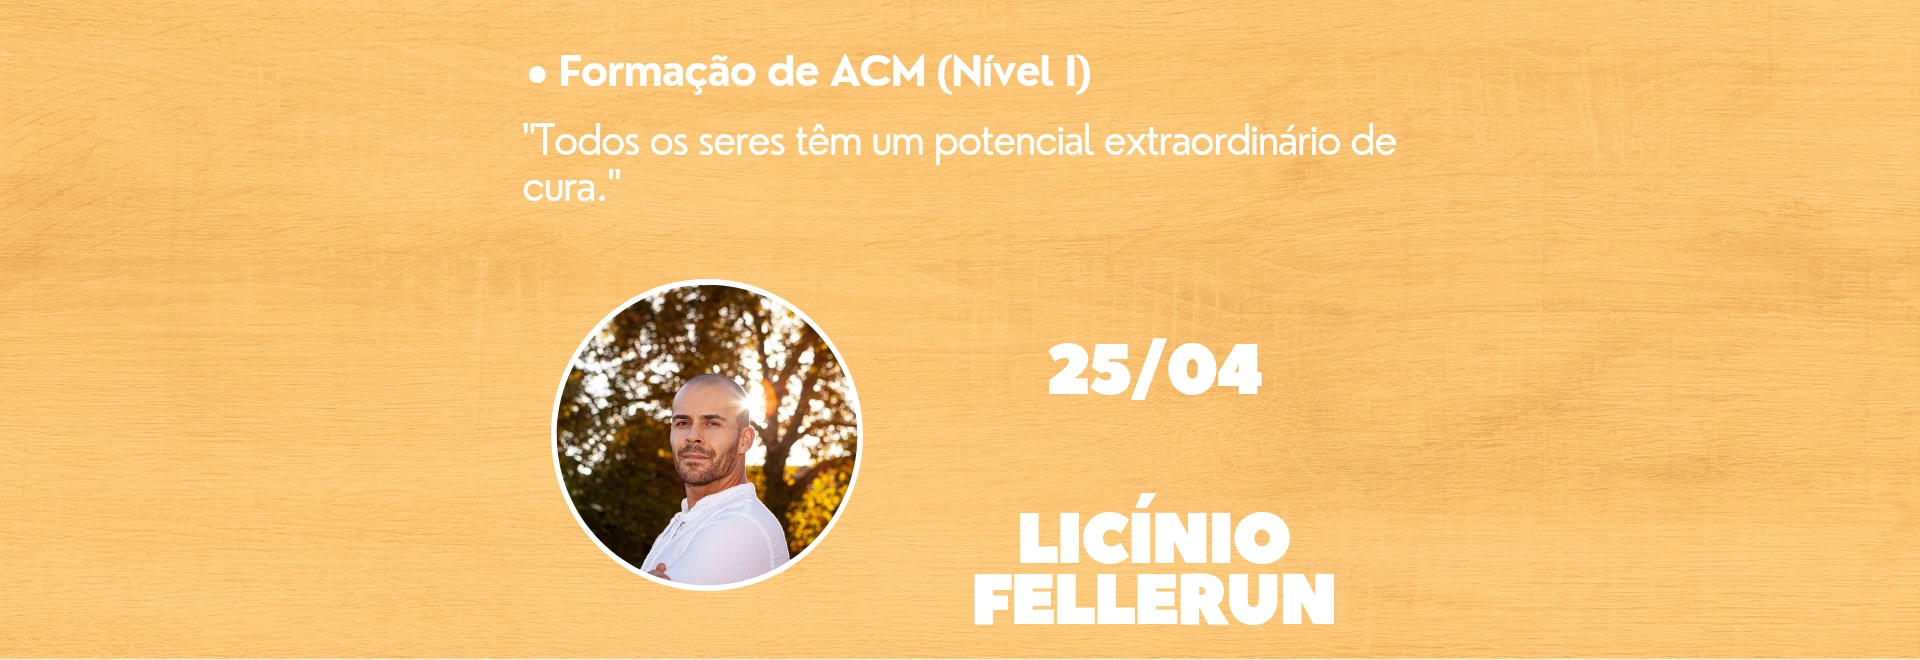 • Formação de ACM (Nível I)
"Todos os seres têm um potencial extraordinário de
cura."
25/04
LICÍNIO
FELLERUN